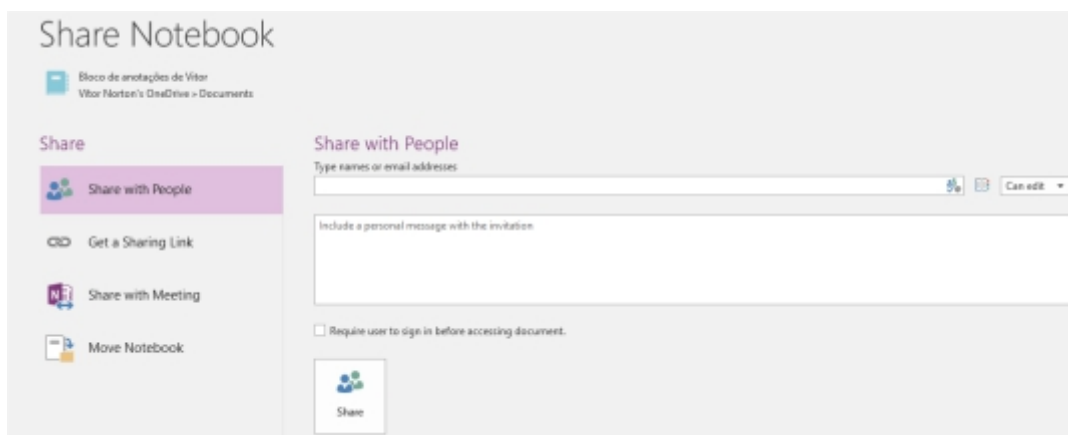 Share Notebook
Bloco de anotações de Vitor
Vitor Norton's OneDrive » Documents
Share
Share with People
Get a Sharing Link
Share with Meeting
Move Notebook
Share with People
Type names or email addresses
Can edit
Include a personal message with the invitation
Require user to sign in before accessing document.
Share